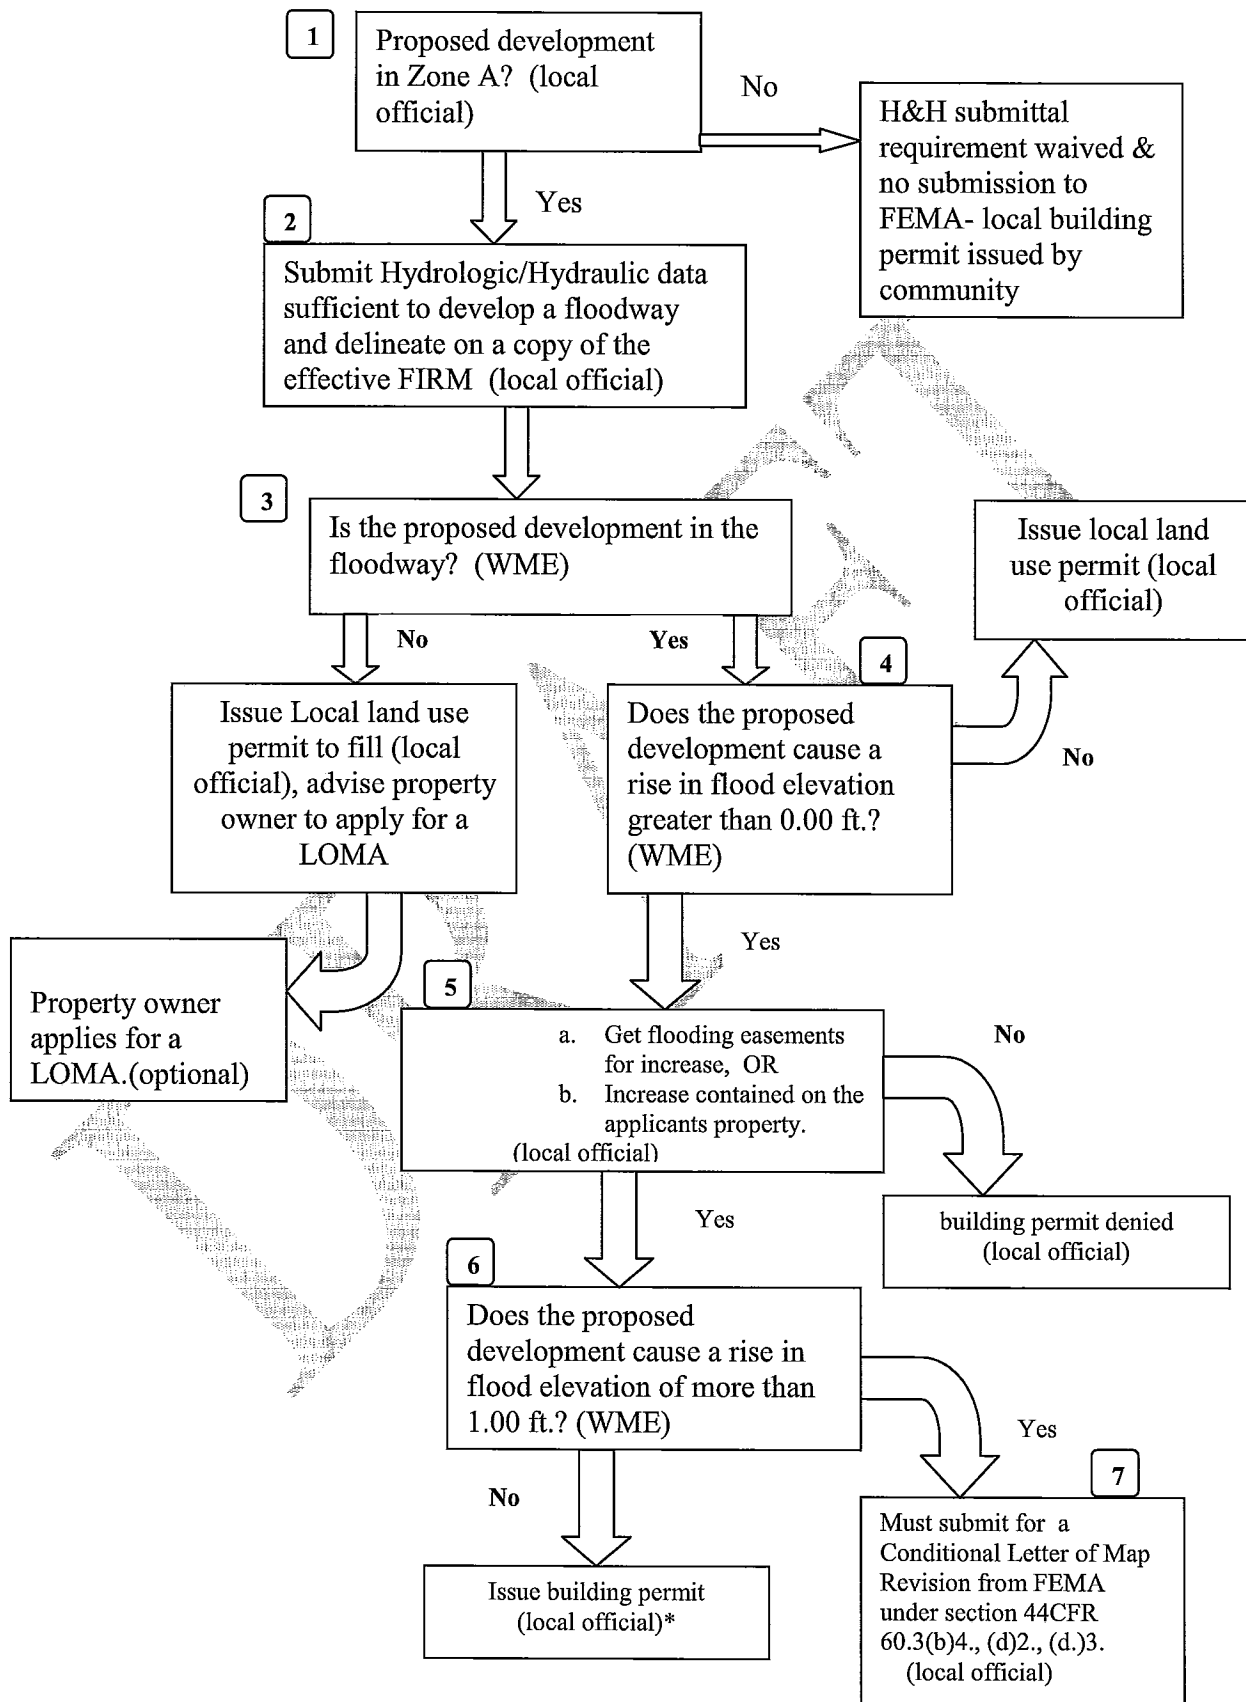 1
Proposed development
in Zone A? (local
official)
No
H&H submittal
requirement waived &
no submission to
FEMA- local building
permit issued by
community
Yes
2
Submit Hydrologic/Hydraulic data
sufficient to develop a floodway
and delineate on a copy of the
effective FIRM (local official)
3
Is the proposed development in the
floodway? (WME)
Issue local land
use permit (local
official)
No
Yes
4
Issue Local land use
permit to fill (local
official), advise property
owner to apply for a
LOMA
Does the proposed
development cause a
rise in flood elevation
greater than 0.00 ft.?
(WME)
No
Yes
Property owner
applies for a
LOMA.(optional)
5
a. Get flooding easements
for increase, OR
b. Increase contained on the
applicants property.
(local official)
No
building permit denied
(local official)
Yes
6
Does the proposed
development cause a rise in
flood elevation of more than
1.00 ft.? (WME)
Yes
No
7
Must submit for a
Conditional Letter of Map
Revision from FEMA
under section 44CFR
60.3(b)4., (d)2., (d.)3.
(local official)
Issue building permit
(local official)*
DRAFT